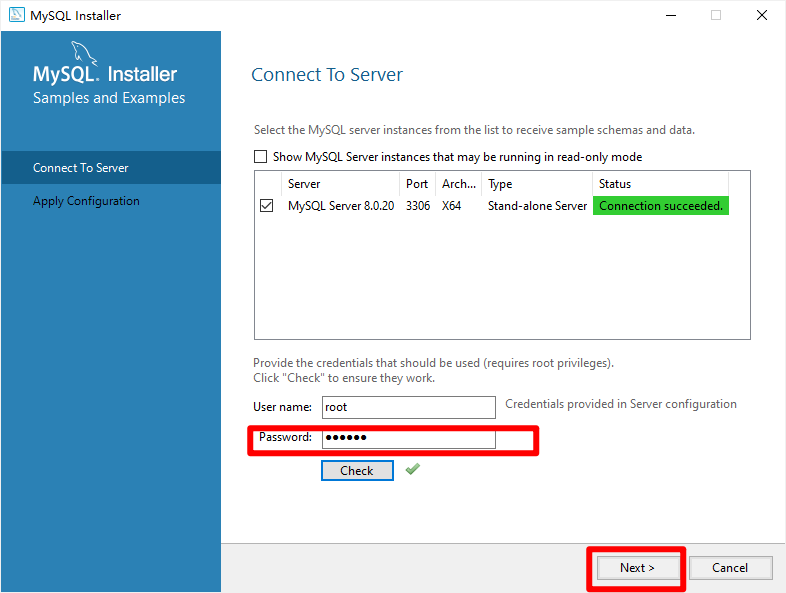 MySQL Installer
MySQL. Installer
Samples and Examples
Connect To Server
Apply Configuration
Connect To Server
Select the MySQL server instances from the list to receive sample schemas and data.
Show MySQL Server instances that may be running in read-only mode
Server Port Arch... Type Status
MySQL Server 8.0.20 3306 X64 Stand-alone Server Connection succeeded.
Provide the credentials that should be used (requires root privileges).
Click "Check" to ensure they work.
User name: root Credentials provided in Server configuration
Password: ●●●●●●
Check
Next > Cancel